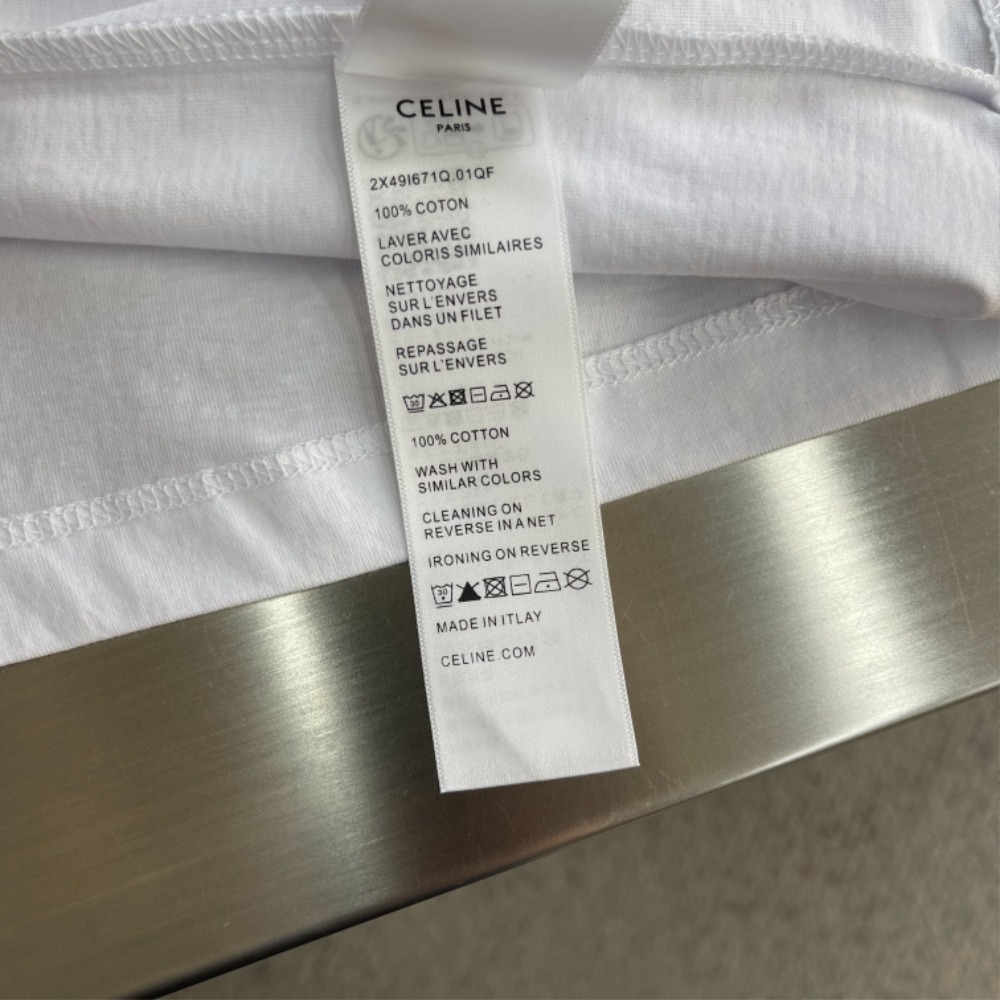 CELINE
PARIS
2X49I671Q.01QF
100% COTON
LAVER AVEC
COLORIS SIMILAIRES
NETTOYAGE
SUR L'ENVERS
DANS UN FILET
REPASSAGE
SUR L'ENVERS
30
100% COTTON
WASH WITH
SIMILAR COLORS
CLEANING ON
REVERSE IN A NET
IRONING ON REVERSE
30
MADE IN ITLAY
CELINE.COM